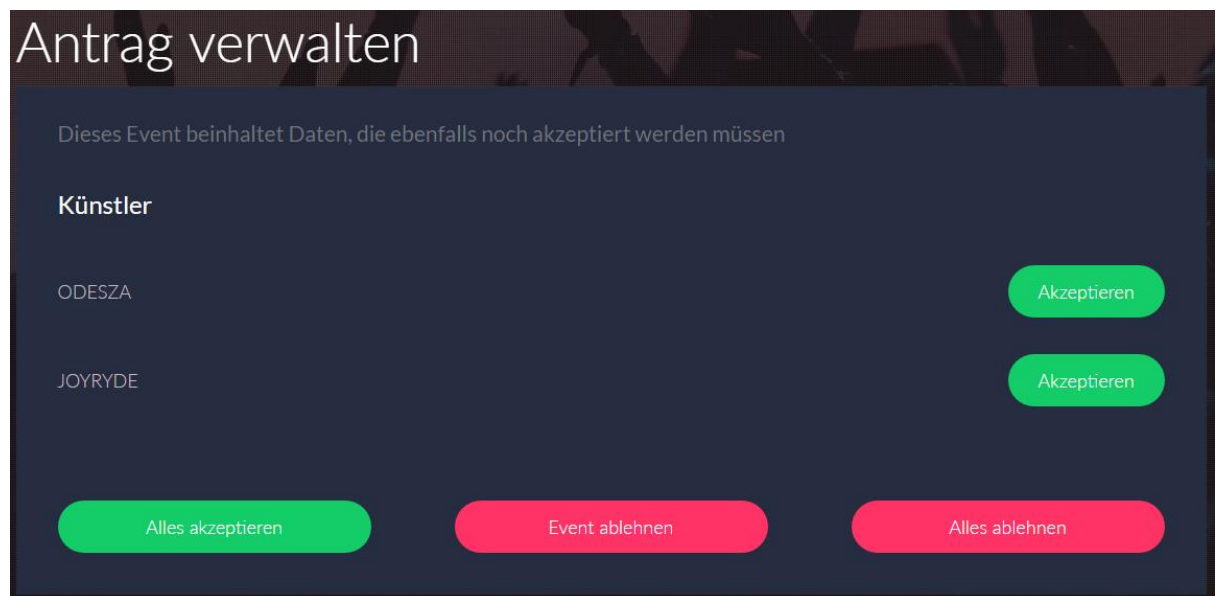 Antrag verwalten
Dieses Event beinhaltet Daten, die ebenfalls noch akzeptiert werden müssen
Künstler
ODESZA
Akzeptieren
JOYRYDE
Akzeptieren
Alles akzeptieren
Event ablehnen
Alles ablehnen